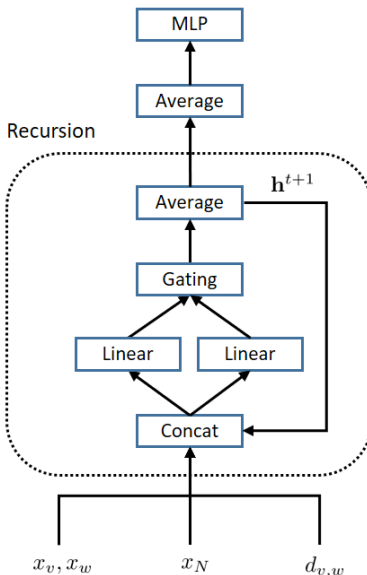 MLP
Average
Recursion
Average
h^{t+1}
Gating
Linear Linear
Concat
x_v, x_w x_N d_{v,w}